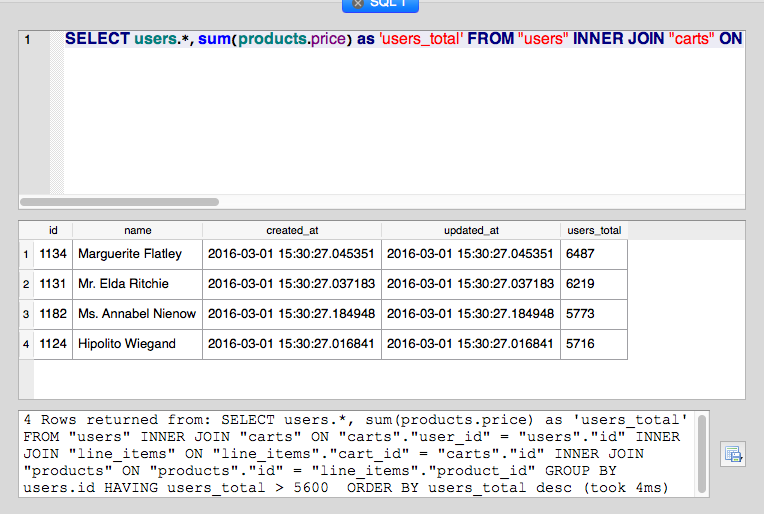 SQL 1
1 SELECT users.*, sum(products.price) as 'users_total' FROM "users" INNER JOIN "carts" ON
id name created_at updated_at users_total
1 1134 Marguerite Flatley 2016-03-01 15:30:27.045351 2016-03-01 15:30:27.045351 6487
2 1131 Mr. Elda Ritchie 2016-03-01 15:30:27.037183 2016-03-01 15:30:27.037183 6219
3 1182 Ms. Annabel Nienow 2016-03-01 15:30:27.184948 2016-03-01 15:30:27.184948 5773
4 1124 Hipolito Wiegand 2016-03-01 15:30:27.016841 2016-03-01 15:30:27.016841 5716
4 Rows returned from: SELECT users.*, sum(products.price) as 'users_total'
FROM "users" INNER JOIN "carts" ON "carts"."user_id" = "users"."id" INNER
JOIN "line_items" ON "line_items"."cart_id" = "carts"."id" INNER JOIN
"products" ON "products"."id" = "line_items"."product_id" GROUP BY
users.id HAVING users_total > 5600  ORDER BY users_total desc (took 4ms)